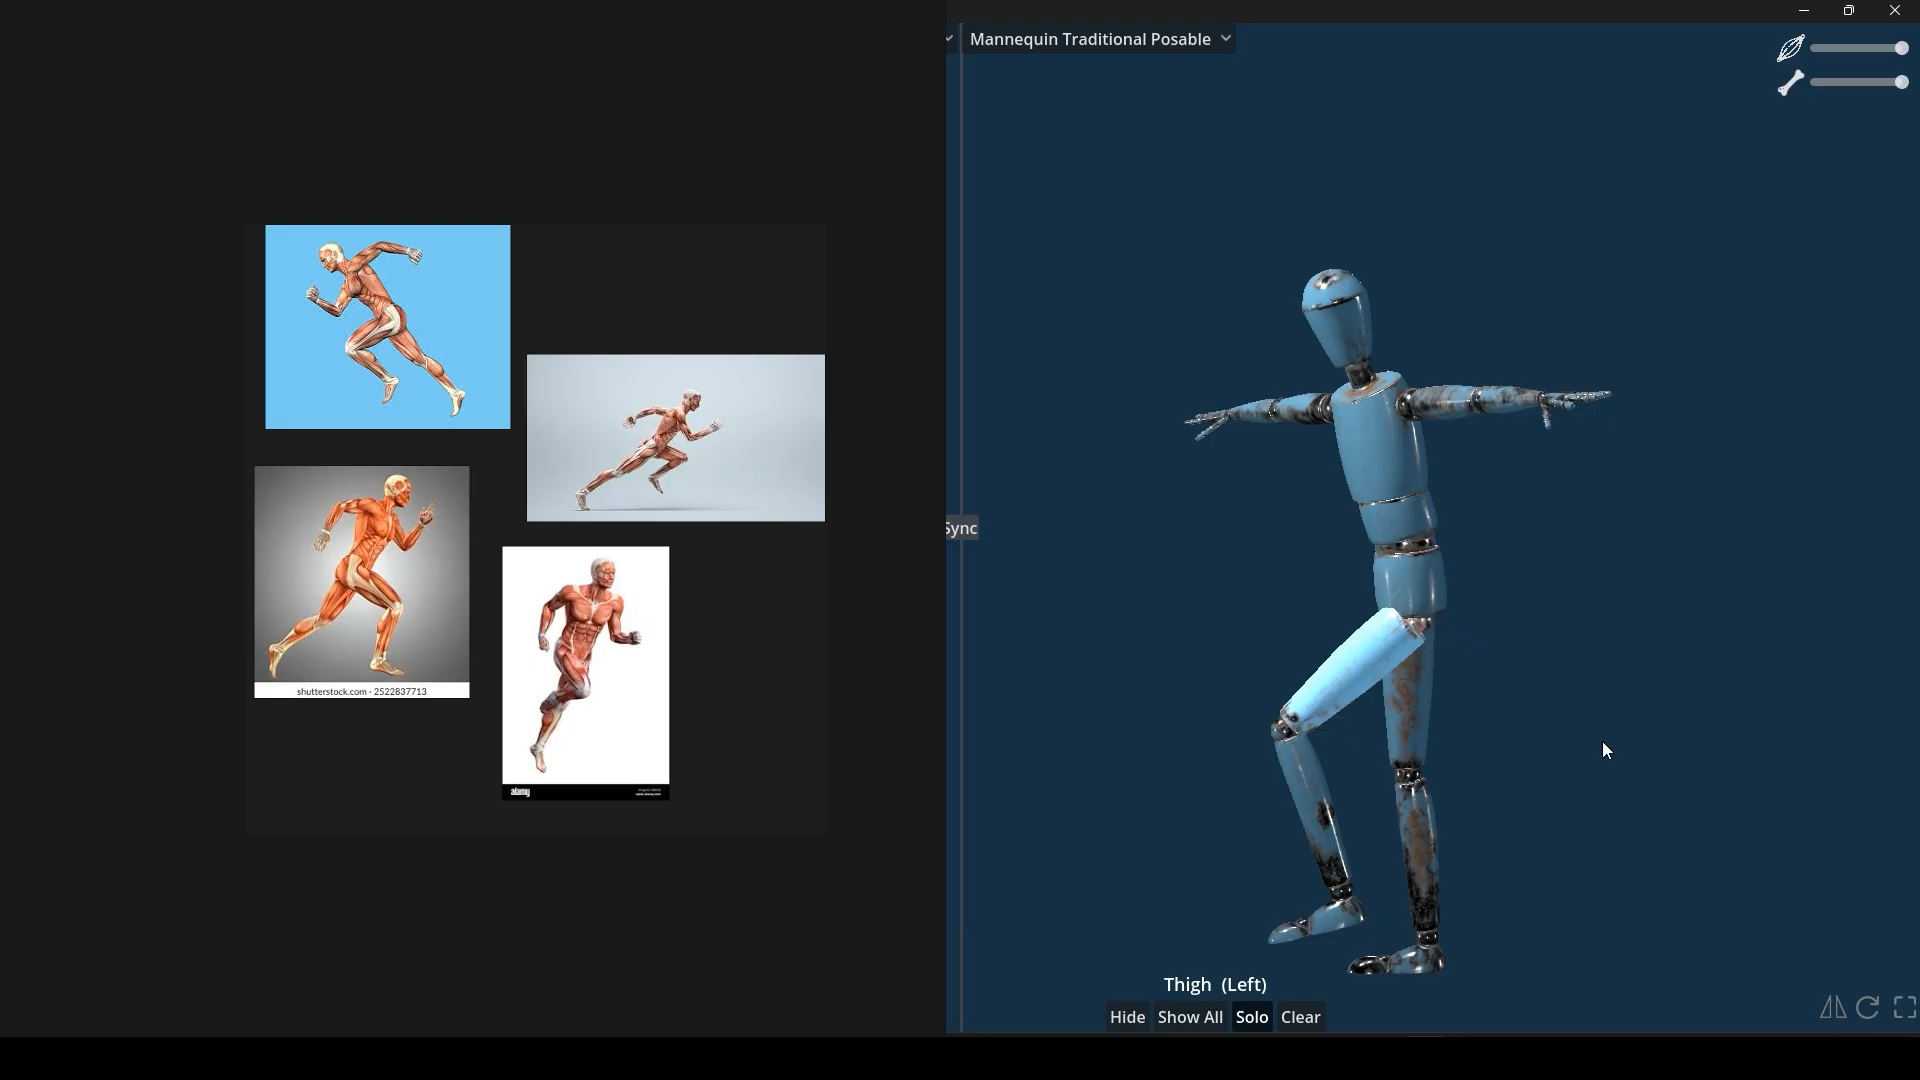 Mannequin Traditional Posable
Sync
shutterstock.com · 2522837713
alamy
Thigh (Left)
Hide
Show All
Solo
Clear